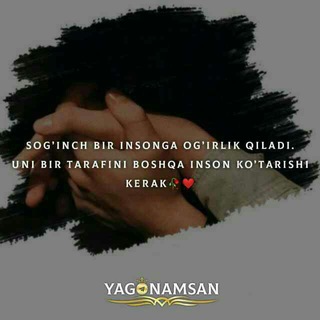 SOG'INCH BIR INSONGA OG'IRLIK QILADI.
UNI BIR TARAFINI BOSHQA INSON KO'TARISHI
KERAK🥀❤️
YAGONAMSAN